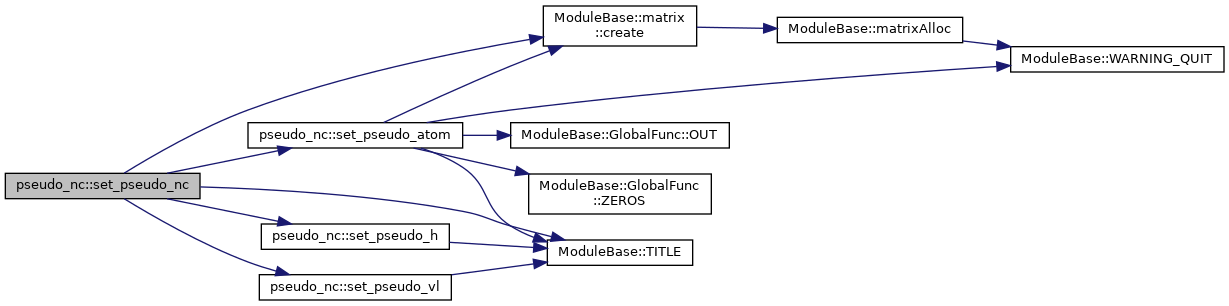 ModuleBase::matrix
::create
ModuleBase::matrixAlloc
ModuleBase::WARNING_QUIT
pseudo_nc::set_pseudo_atom
ModuleBase::GlobalFunc::OUT
pseudo_nc::set_pseudo_nc
ModuleBase::GlobalFunc
::ZEROS
pseudo_nc::set_pseudo_h
ModuleBase::TITLE
pseudo_nc::set_pseudo_vl